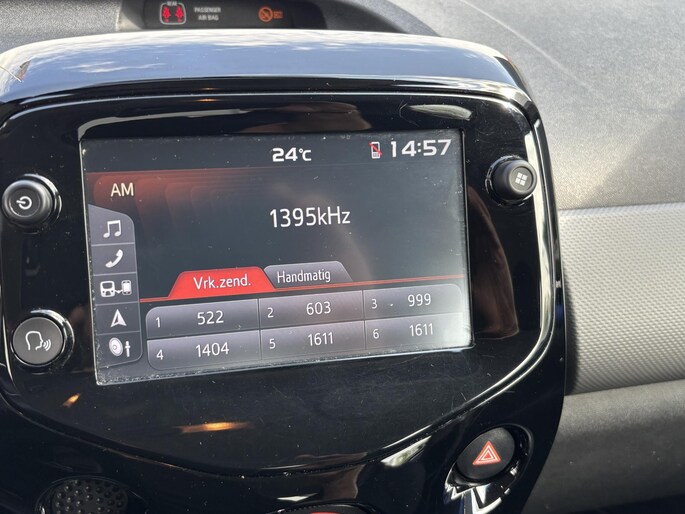 PASSENGER
AIR BAG
24°C 14:57
AM
1395kHz
Vrk.zend. Handmatig
1 522 2 603 3 999
4 1404 5 1611 6 1611